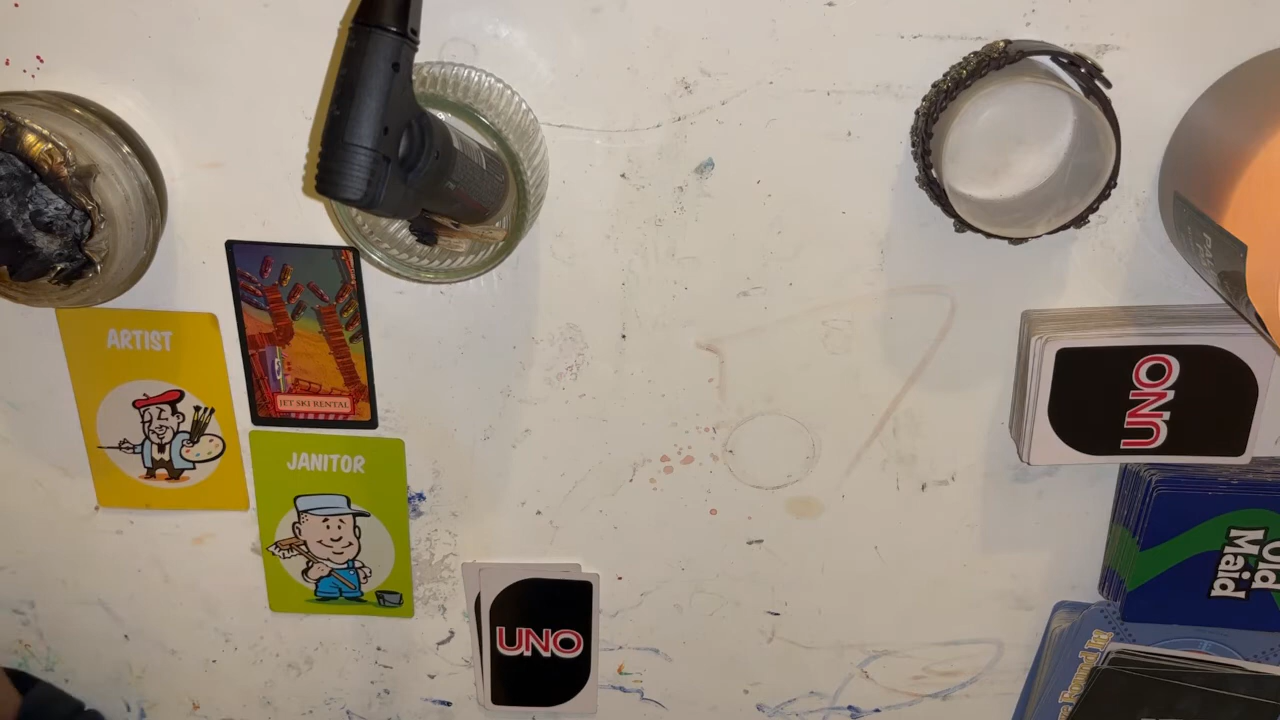 ARTIST
JET SKI RENTAL
JANITOR
UNO
UNO
Old
Maid